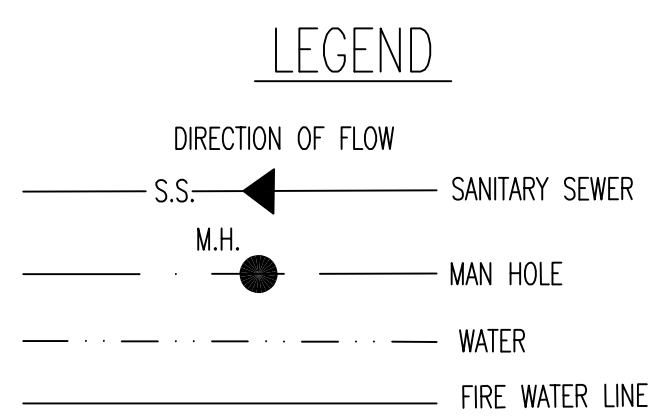 LEGEND
DIRECTION OF FLOW
S.S. SANITARY SEWER
M.H.
MAN HOLE
WATER
FIRE WATER LINE